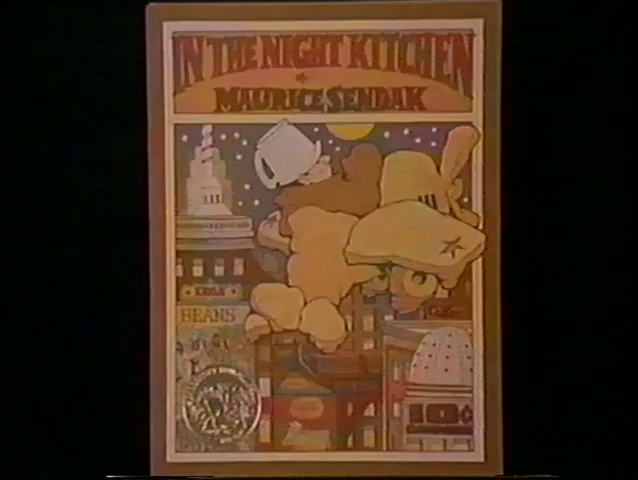 IN THE NIGHT KITCHEN
MAURICE SENDAK
BEANS
10¢